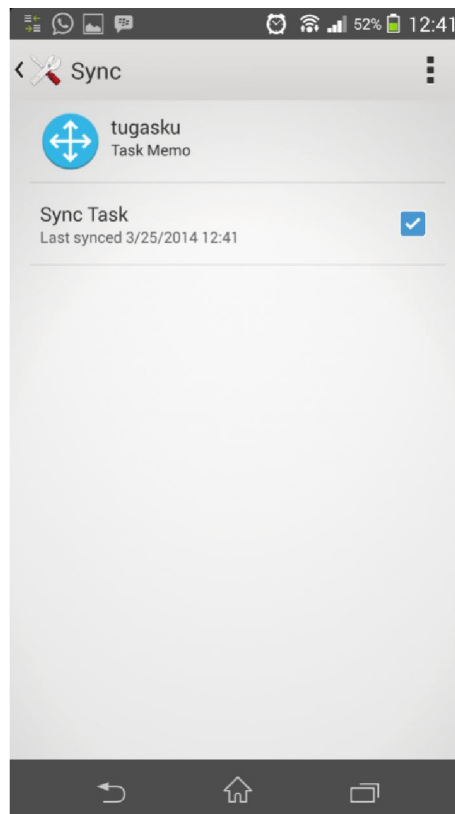 52% 12:41
Sync
tugasku
Task Memo
Sync Task
Last synced 3/25/2014 12:41